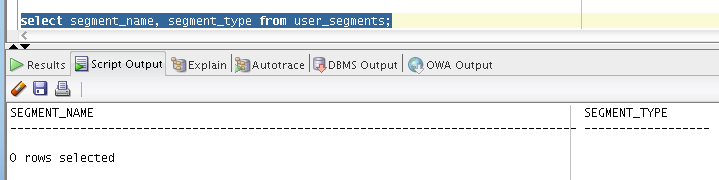 select segment_name, segment_type from user_segments;
Results Script Output Explain Autotrace DBMS Output OWA Output
SEGMENT_NAME SEGMENT_TYPE
0 rows selected